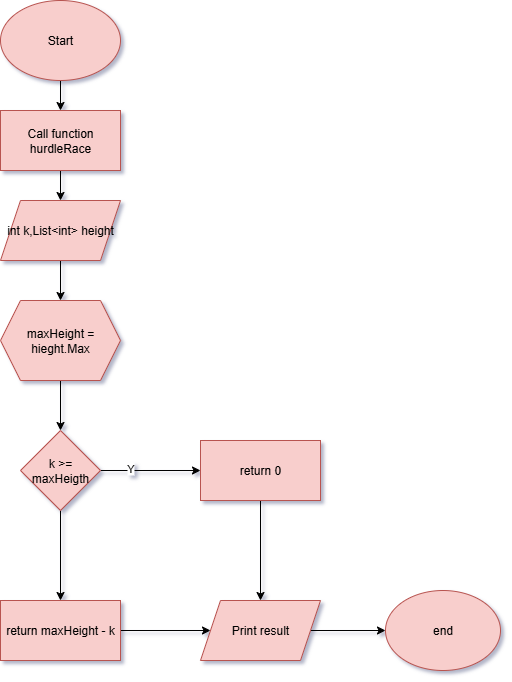 Start
Call function
hurdleRace
int k,List<int> height
maxHeight =
hieght.Max
k >=
maxHeigth
Y
return 0
return maxHeight - k
Print result
end